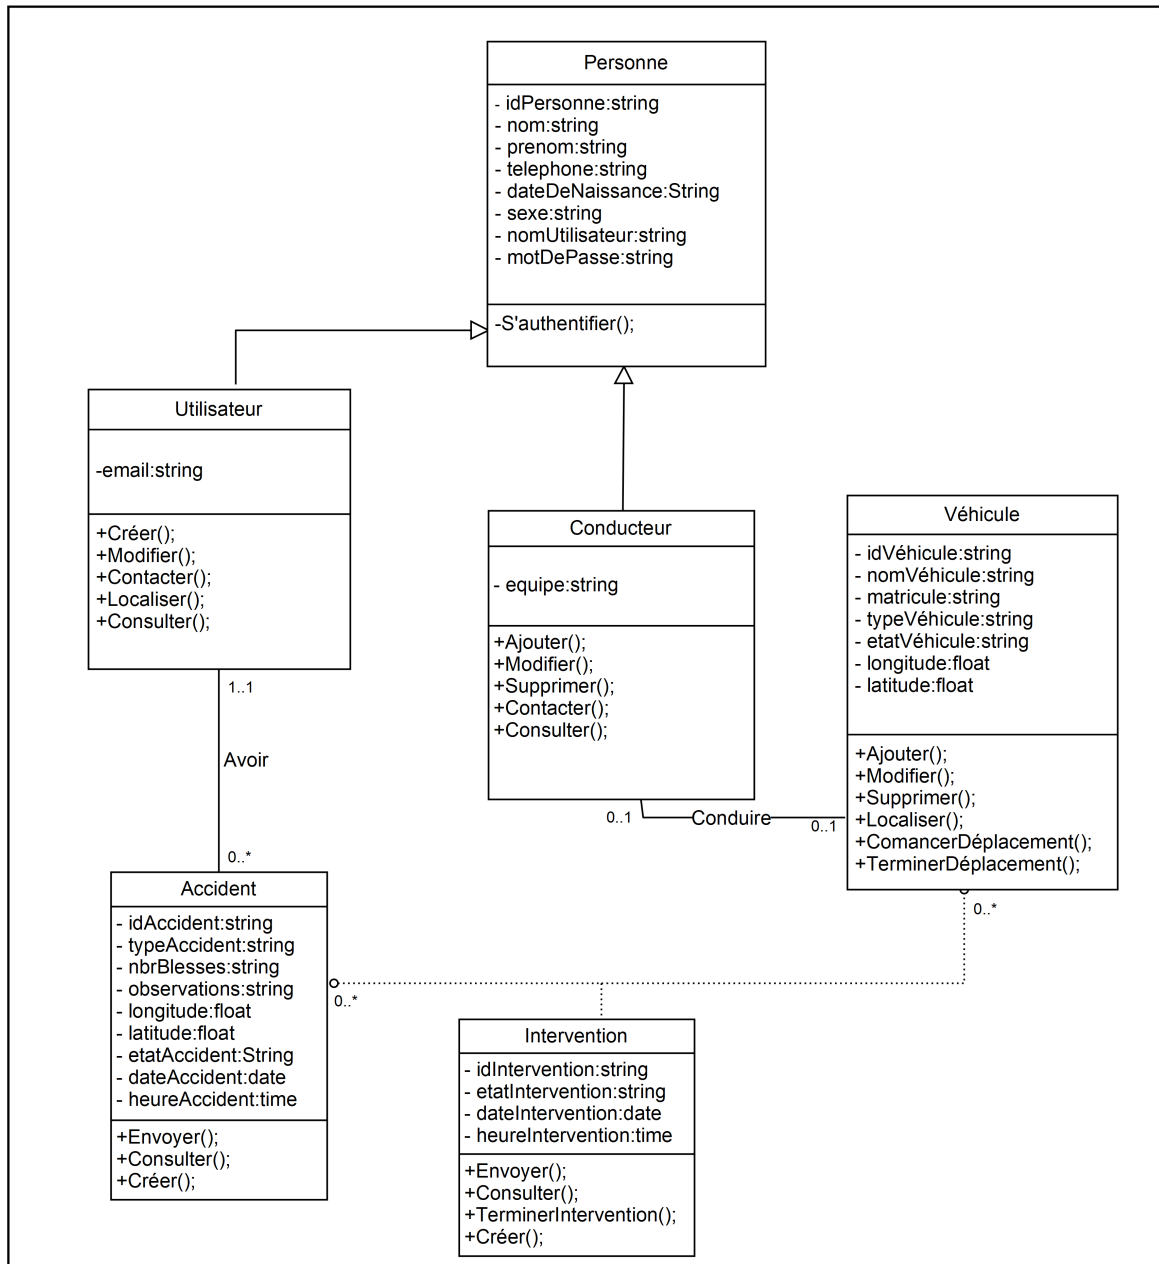 Personne
- idPersonne:string
- nom:string
- prenom:string
- telephone:string
- dateDeNaissance:String
- sexe:string
- nomUtilisateur:string
- motDePasse:string
-S'authentifier();
Utilisateur
-email:string
+Créer();
+Modifier();
+Contacter();
+Localiser();
+Consulter();
Conducteur
- equipe:string
+Ajouter();
+Modifier();
+Supprimer();
+Contacter();
+Consulter();
Véhicule
- idVéhicule:string
- nomVéhicule:string
- matricule:string
- typeVéhicule:string
- etatVéhicule:string
- longitude:float
- latitude:float
+Ajouter();
+Modifier();
+Supprimer();
+Localiser();
+ComancerDéplacement();
+TerminerDéplacement();
1..1
Avoir
0..*
0..1
Conduire
0..1
0..*
Accident
- idAccident:string
- typeAccident:string
- nbrBlesses:string
- observations:string
- longitude:float
- latitude:float
- etatAccident:String
- dateAccident:date
- heureAccident:time
+Envoyer();
+Consulter();
+Créer();
0..*
Intervention
- idIntervention:string
- etatIntervention:string
- dateIntervention:date
- heureIntervention:time
+Envoyer();
+Consulter();
+TerminerIntervention();
+Créer();